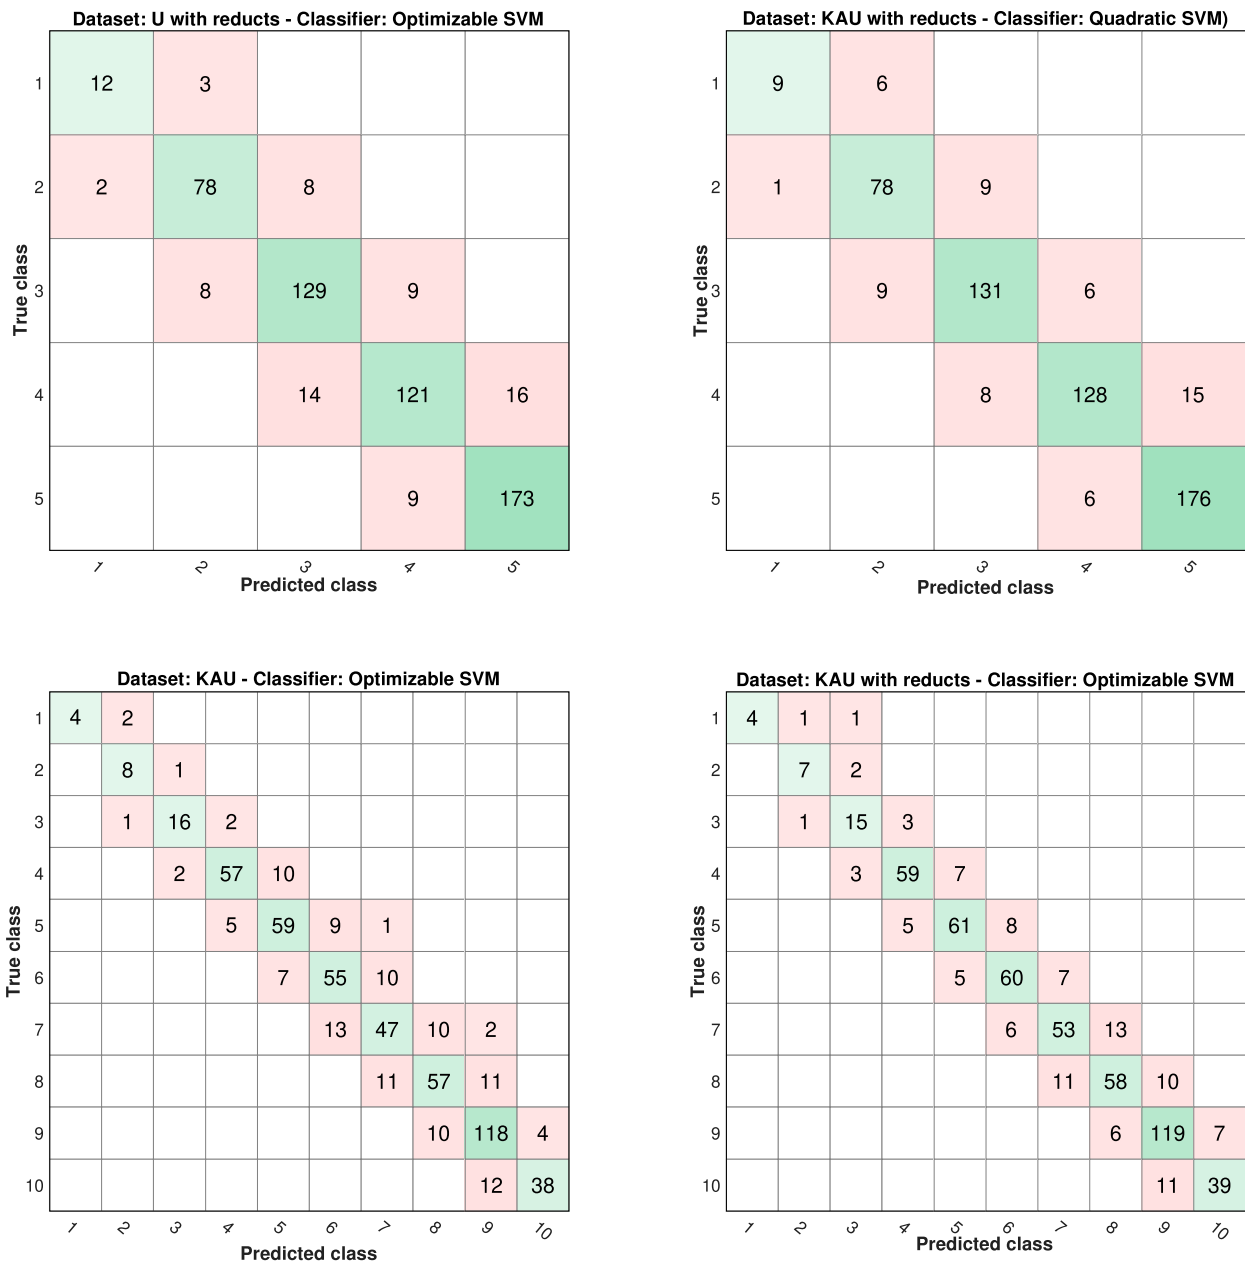 Dataset: U with reducts - Classifier: Optimizable SVM
True class
1 12 3
2 2 78 8
3 8 129 9
4 14 121 16
5 9 173
1 2 3 4 5
Predicted class
Dataset: KAU with reducts - Classifier: Quadratic SVM)
True class
1 9 6
2 1 78 9
3 9 131 6
4 8 128 15
5 6 176
1 2 3 4 5
Predicted class
Dataset: KAU - Classifier: Optimizable SVM
True class
1 4 2
2 8 1
3 1 16 2
4 2 57 10
5 5 59 9 1
6 7 55 10
7 13 47 10 2
8 11 57 11
9 10 118 4
10 12 38
1 2 3 4 5 6 7 8 9 10
Predicted class
Dataset: KAU with reducts - Classifier: Optimizable SVM
True class
1 4 1 1
2 7 2
3 1 15 3
4 3 59 7
5 5 61 8
6 5 60 7
7 6 53 13
8 11 58 10
9 6 119 7
10 11 39
1 2 3 4 5 6 7 8 9 10
Predicted class